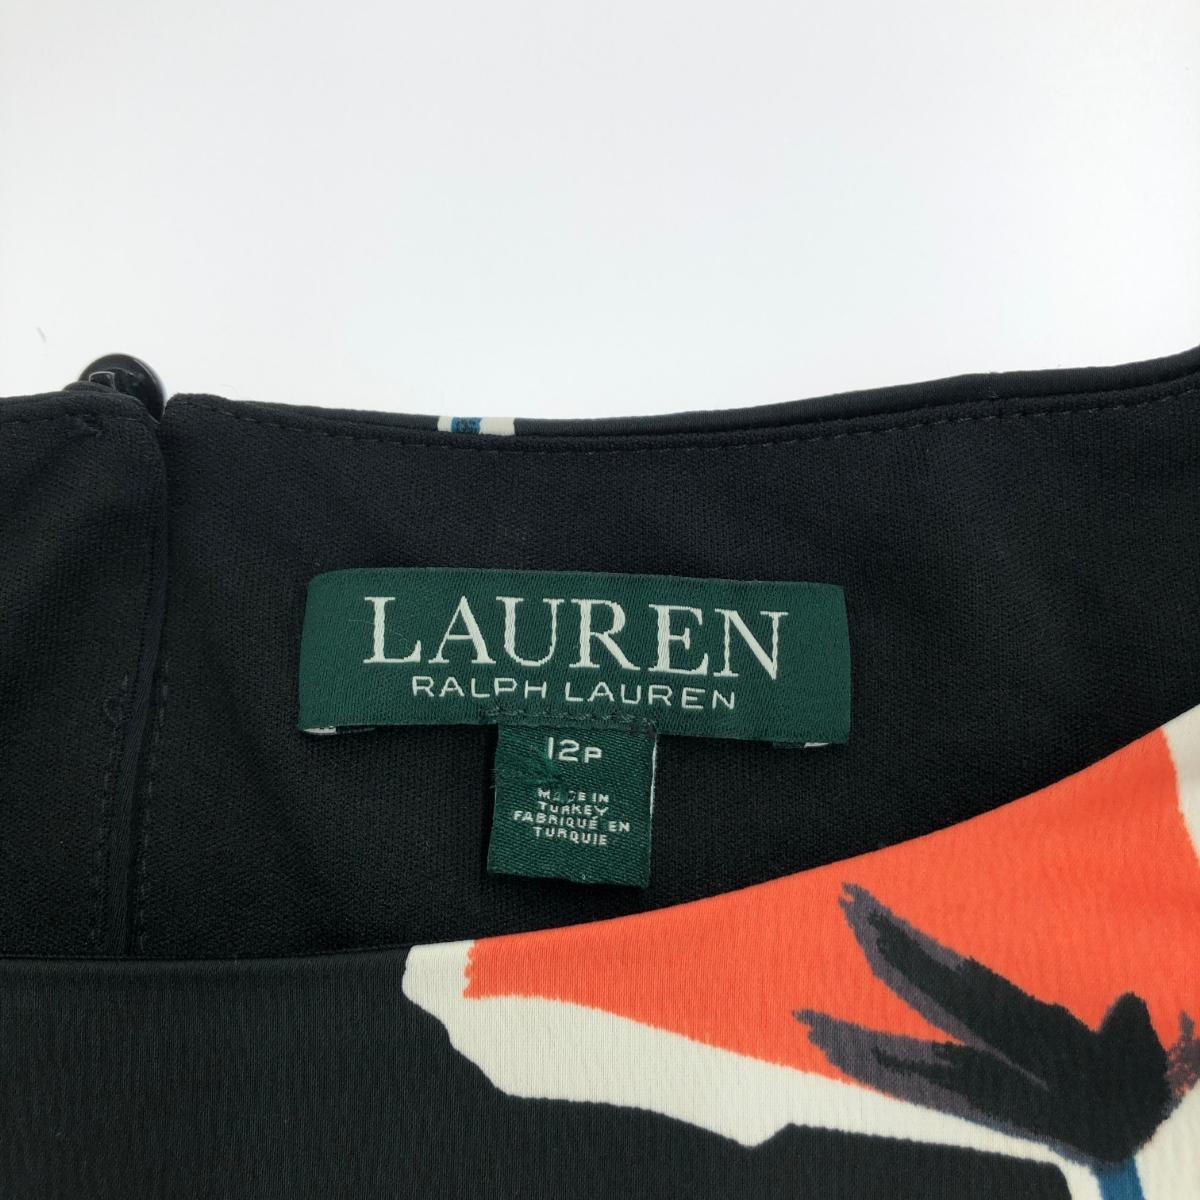 LAUREN
RALPH LAUREN
12P
MADE IN
TURKEY
FABRIQUÉ EN
TURQUIE